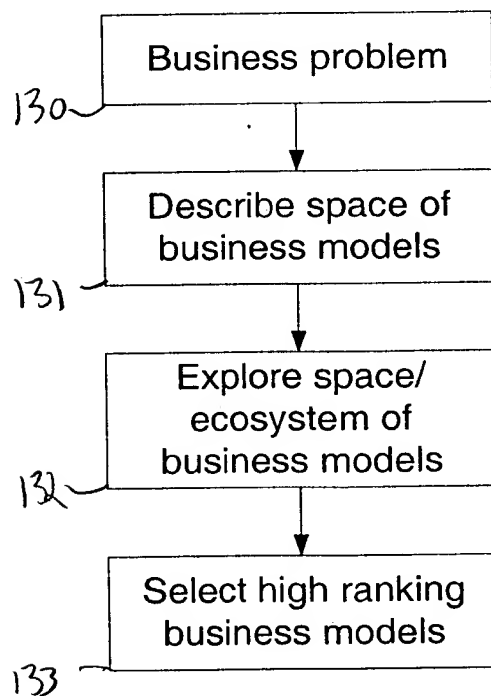 Business problem
130
Describe space of
business models
131
Explore space/
ecosystem of
business models
132
Select high ranking
business models
133